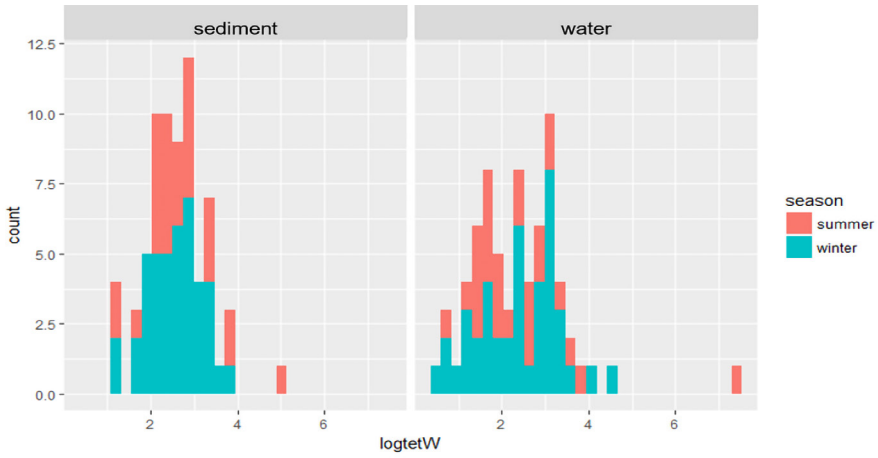 sediment
water
12.5
10.0
7.5
5.0
2.5
0.0
count
2
4
6
2
4
6
logtetW
season
summer
winter